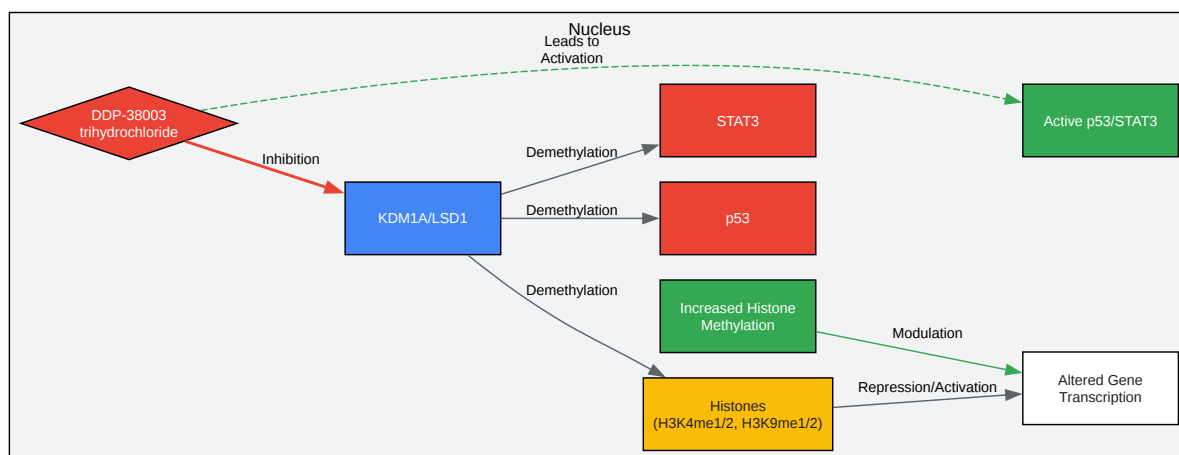 Nucleus
Leads to
Activation
DDP-38003
trihydrochloride
STAT3
Active p53/STAT3
Inhibition
Demethylation
KDM1A/LSD1
Demethylation
p53
Demethylation
Increased Histone
Methylation
Modulation
Altered Gene
Transcription
Repression/Activation
Histones
(H3K4me1/2, H3K9me1/2)